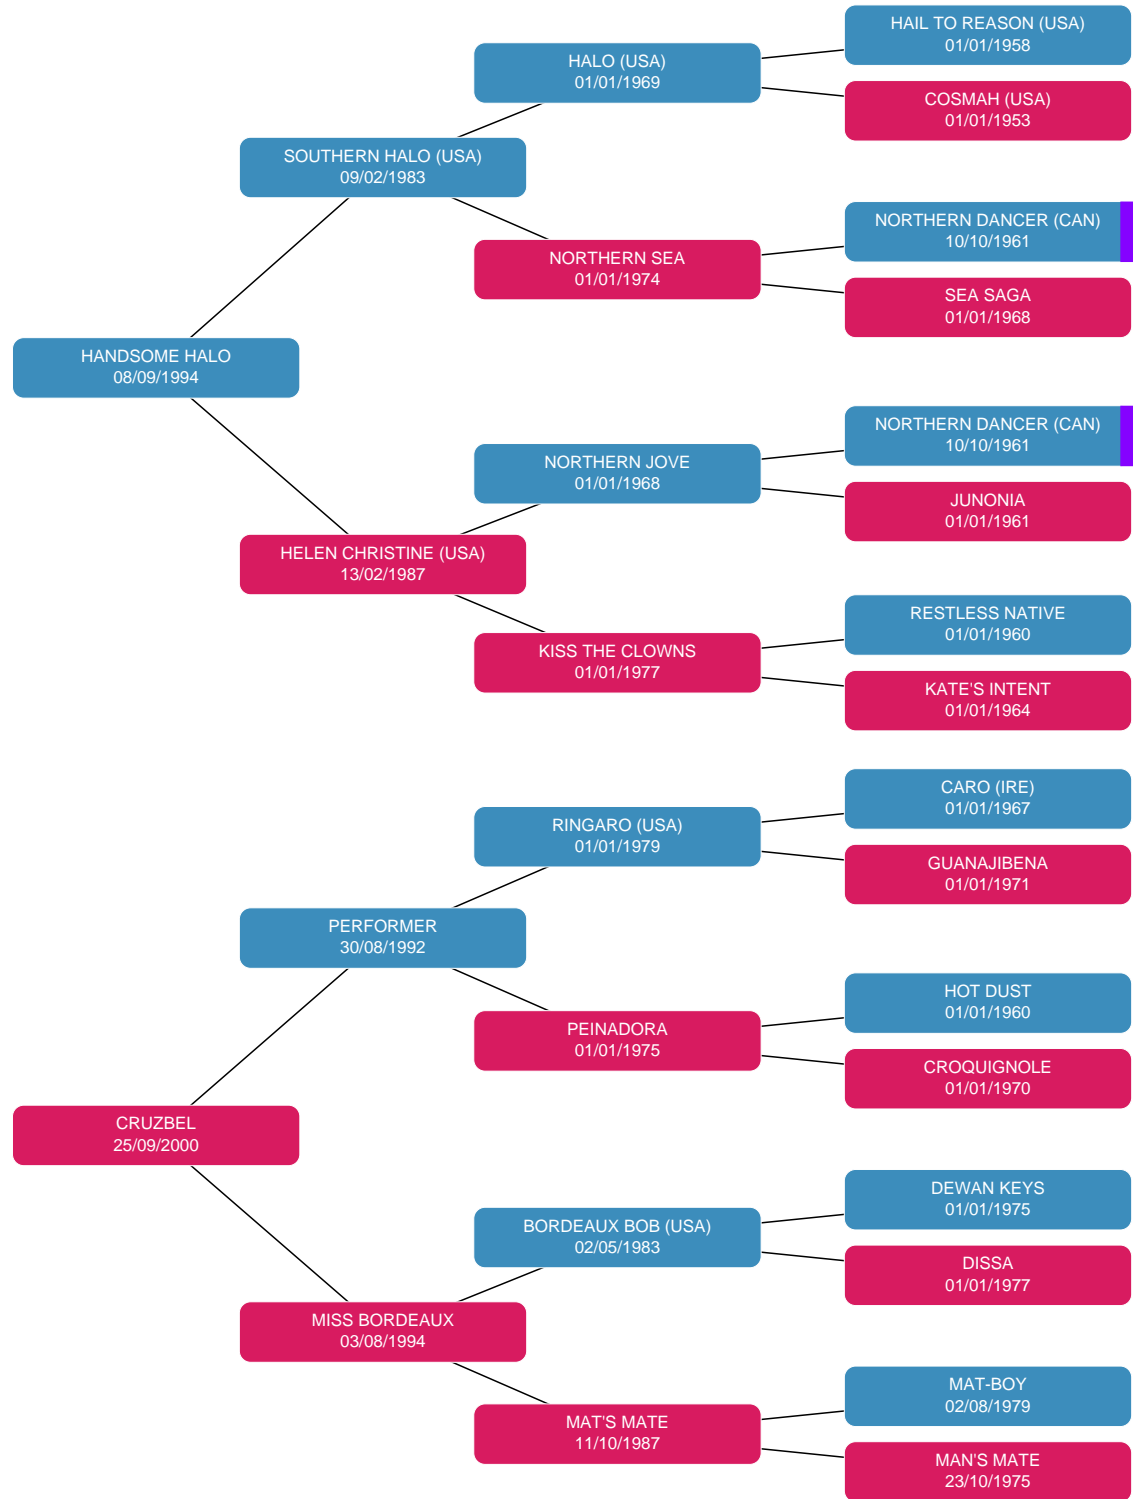 HAIL TO REASON (USA)
01/01/1958
HALO (USA)
01/01/1969
COSMAH (USA)
01/01/1953
SOUTHERN HALO (USA)
09/02/1983
NORTHERN DANCER (CAN)
10/10/1961
NORTHERN SEA
01/01/1974
SEA SAGA
01/01/1968
HANDSOME HALO
08/09/1994
NORTHERN DANCER (CAN)
10/10/1961
NORTHERN JOVE
01/01/1968
JUNONIA
01/01/1961
HELEN CHRISTINE (USA)
13/02/1987
RESTLESS NATIVE
01/01/1960
KISS THE CLOWNS
01/01/1977
KATE'S INTENT
01/01/1964
CARO (IRE)
01/01/1967
RINGARO (USA)
01/01/1979
GUANAJIBENA
01/01/1971
PERFORMER
30/08/1992
HOT DUST
01/01/1960
PEINADORA
01/01/1975
CROQUIGNOLE
01/01/1970
CRUZBEL
25/09/2000
DEWAN KEYS
01/01/1975
BORDEAUX BOB (USA)
02/05/1983
DISSA
01/01/1977
MISS BORDEAUX
03/08/1994
MAT-BOY
02/08/1979
MAT'S MATE
11/10/1987
MAN'S MATE
23/10/1975